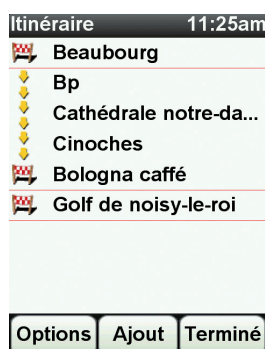 Itinéraire 11:25am
Beaubourg
Bp
Cathédrale notre-da...
Cinoches
Bologna caffé
Golf de noisy-le-roi
Options Ajout Terminé